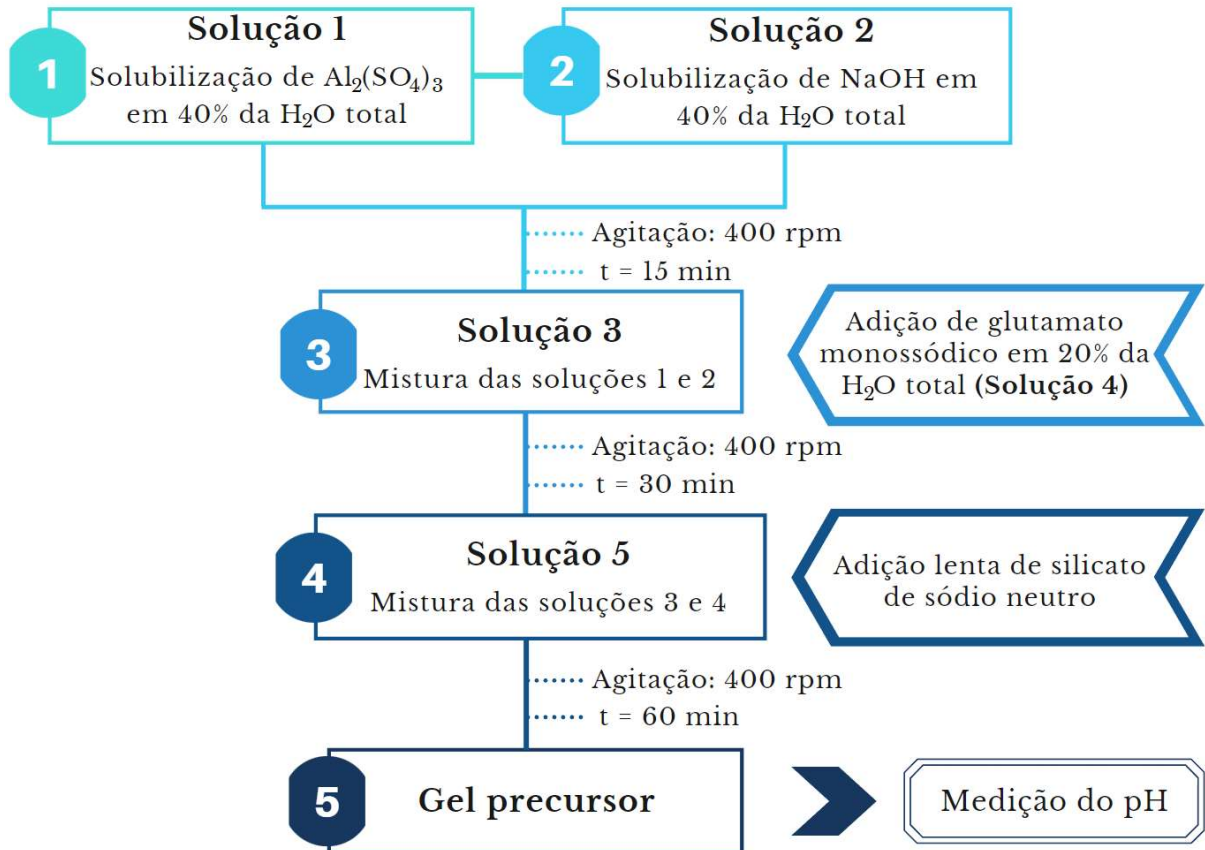 1
Solução 1
Solubilização de Al₂(SO₄)₃
em 40% da H₂O total
2
Solução 2
Solubilização de NaOH em
40% da H₂O total
Agitação: 400 rpm
t = 15 min
3
Solução 3
Mistura das soluções 1 e 2
Adição de glutamato
monossódico em 20% da
H₂O total (Solução 4)
Agitação: 400 rpm
t = 30 min
4
Solução 5
Mistura das soluções 3 e 4
Adição lenta de silicato
de sódio neutro
Agitação: 400 rpm
t = 60 min
5
Gel precursor
Medição do pH